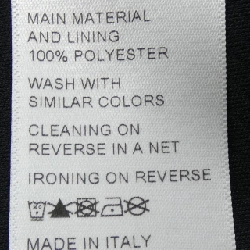 MAIN MATERIAL
AND LINING
100% POLYESTER
WASH WITH
SIMILAR COLORS
CLEANING ON
REVERSE IN A NET
IRONING ON REVERSE
MADE IN ITALY